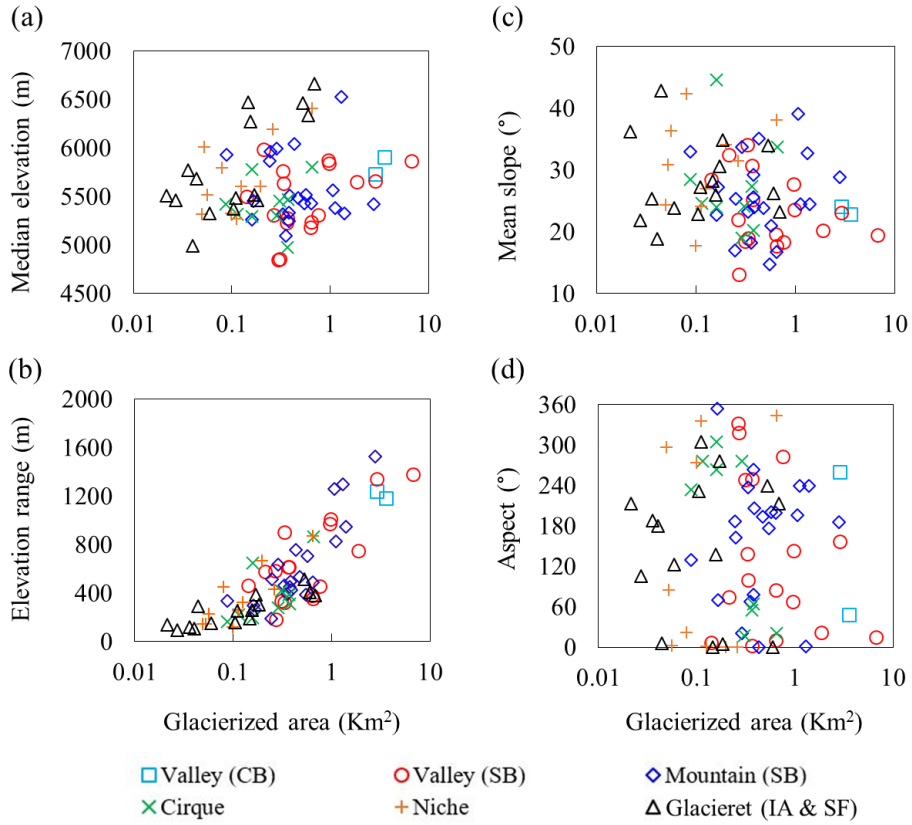 (a)
Median elevation (m)
7000
6500
6000
5500
5000
4500
0.01 0.1 1 10
(c)
Mean slope (°)
50
40
30
20
10
0.01 0.1 1 10
(b)
Elevation range (m)
2000
1600
1200
800
400
0
0.01 0.1 1 10
Glacierized area (Km²)
(d)
Aspect (°)
360
300
240
180
120
60
0
0.01 0.1 1 10
Glacierized area (Km²)
Valley (CB) Valley (SB) Mountain (SB)
Cirque Niche Glacieret (IA & SF)